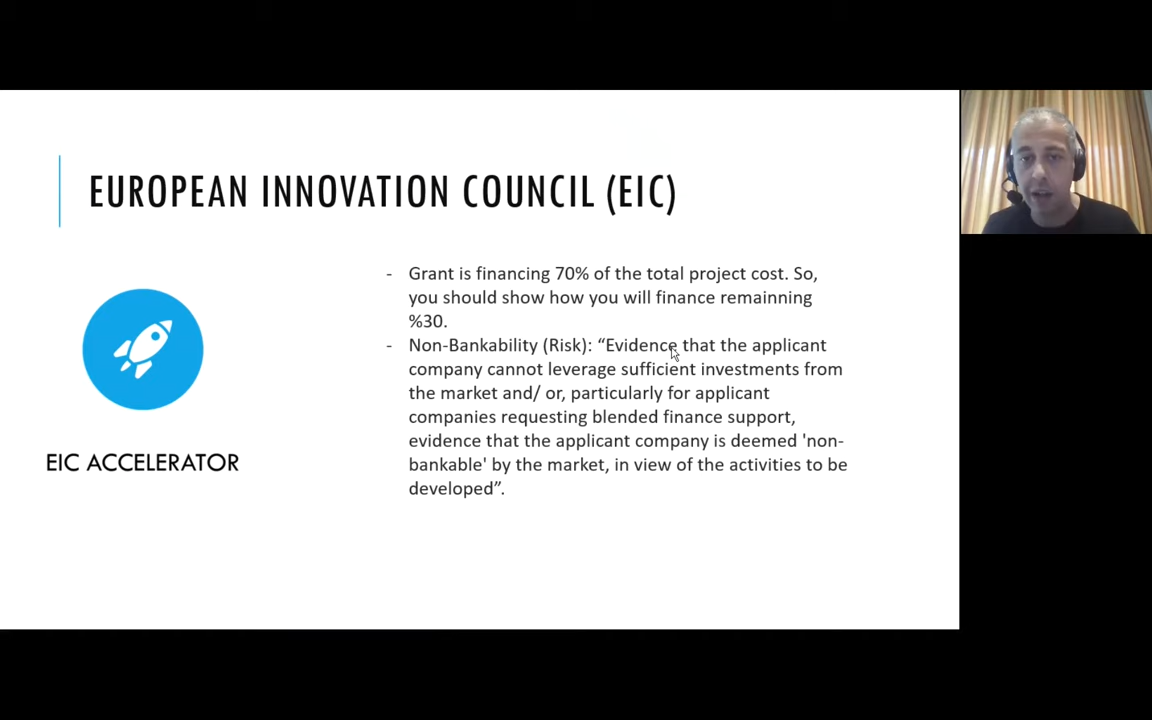 EUROPEAN INNOVATION COUNCIL (EIC)
- Grant is financing 70% of the total project cost. So,
you should show how you will finance remainning
%30.
- Non-Bankability (Risk): “Evidence that the applicant
company cannot leverage sufficient investments from
the market and/ or, particularly for applicant
companies requesting blended finance support,
evidence that the applicant company is deemed 'non-
bankable' by the market, in view of the activities to be
developed”.
EIC ACCELERATOR